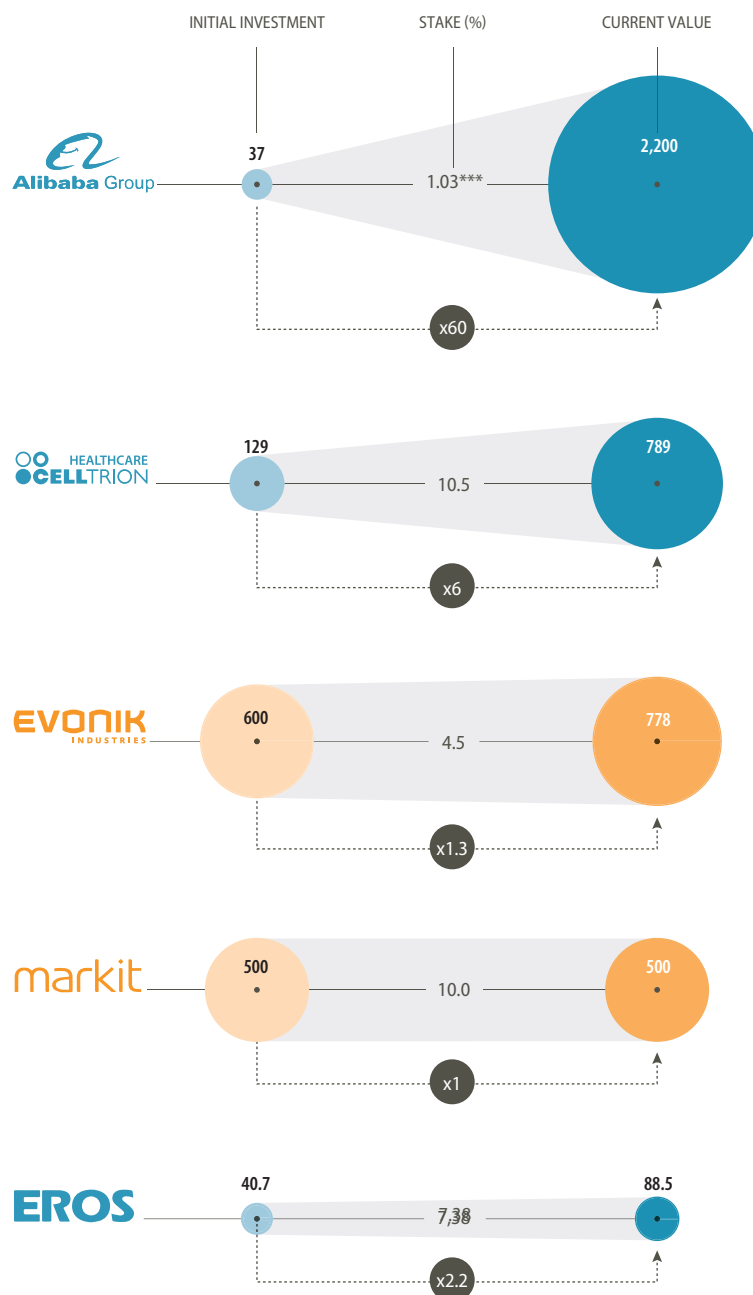 INITIAL INVESTMENT STAKE (%) CURRENT VALUE
37
2,200
Alibaba Group
1.03***
x60
HEALTHCARE
CELLTRION
129
789
10.5
x6
EVONIK
INDUSTRIES
600
778
4.5
x1.3
markit
500
500
10.0
x1
EROS
40.7
88.5
7,38
x2.2